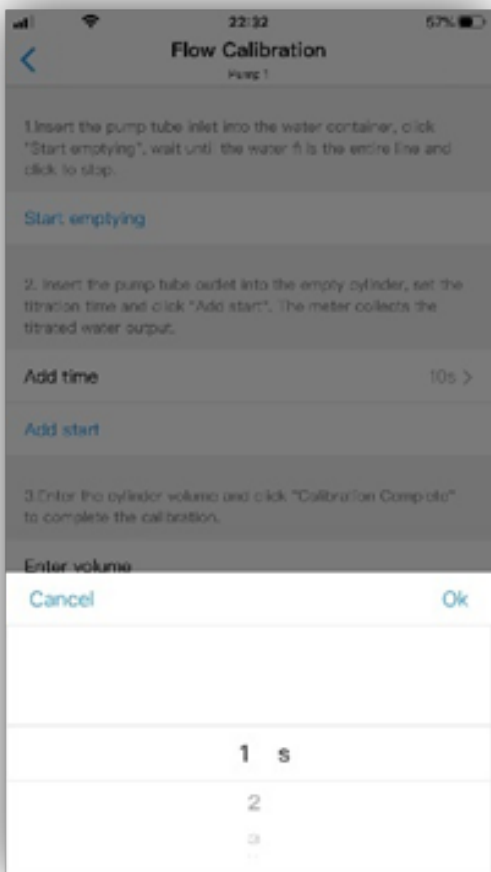 22:32
57%
Flow Calibration
Pump 1
1.Insert the pump tube inlet into the water container, click
"Start emptying", wait until the water fills the entire line and
click to stop.
Start emptying
2. Insert the pump tube outlet into the empty cylinder, set the
titration time and click "Add start". The meter collects the
titrated water output.
Add time 10s >
Add start
3.Enter the cylinder volume and click "Calibration Complete"
to complete the calibration.
Enter volume
Cancel Ok
1 s
2
3